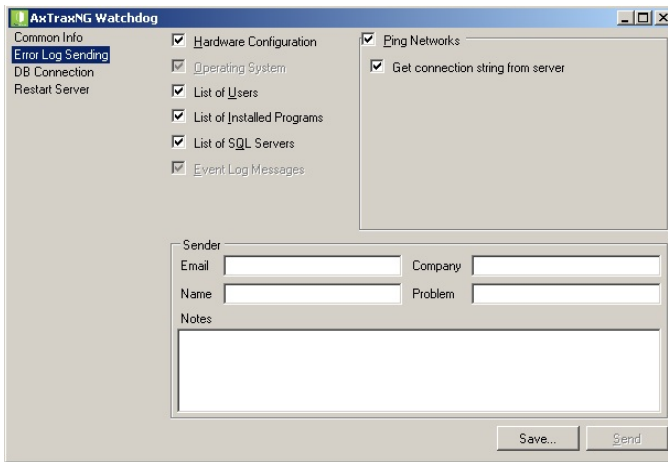 AxTraxNG Watchdog
Common Info
Error Log Sending
DB Connection
Restart Server
Hardware Configuration
Operating System
List of Users
List of Installed Programs
List of SQL Servers
Event Log Messages
Ping Networks
Get connection string from server
Sender
Email
Company
Name
Problem
Notes
Save...
Send